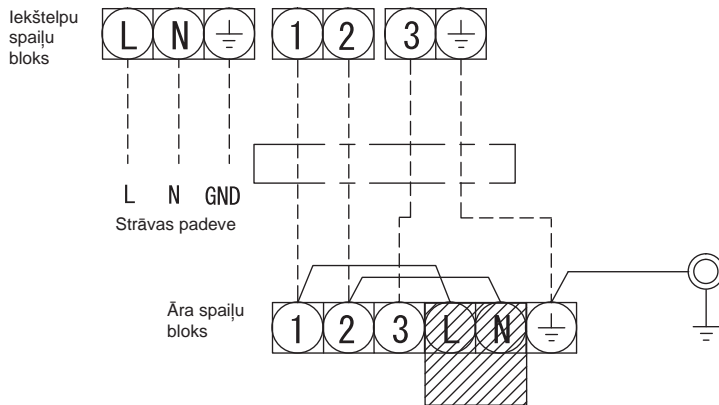 Iekštelpu
spaiļu
bloks
L N
1 2
3
L N GND
Strāvas padeve
Āra spaiļu
bloks
1 2 3 L N